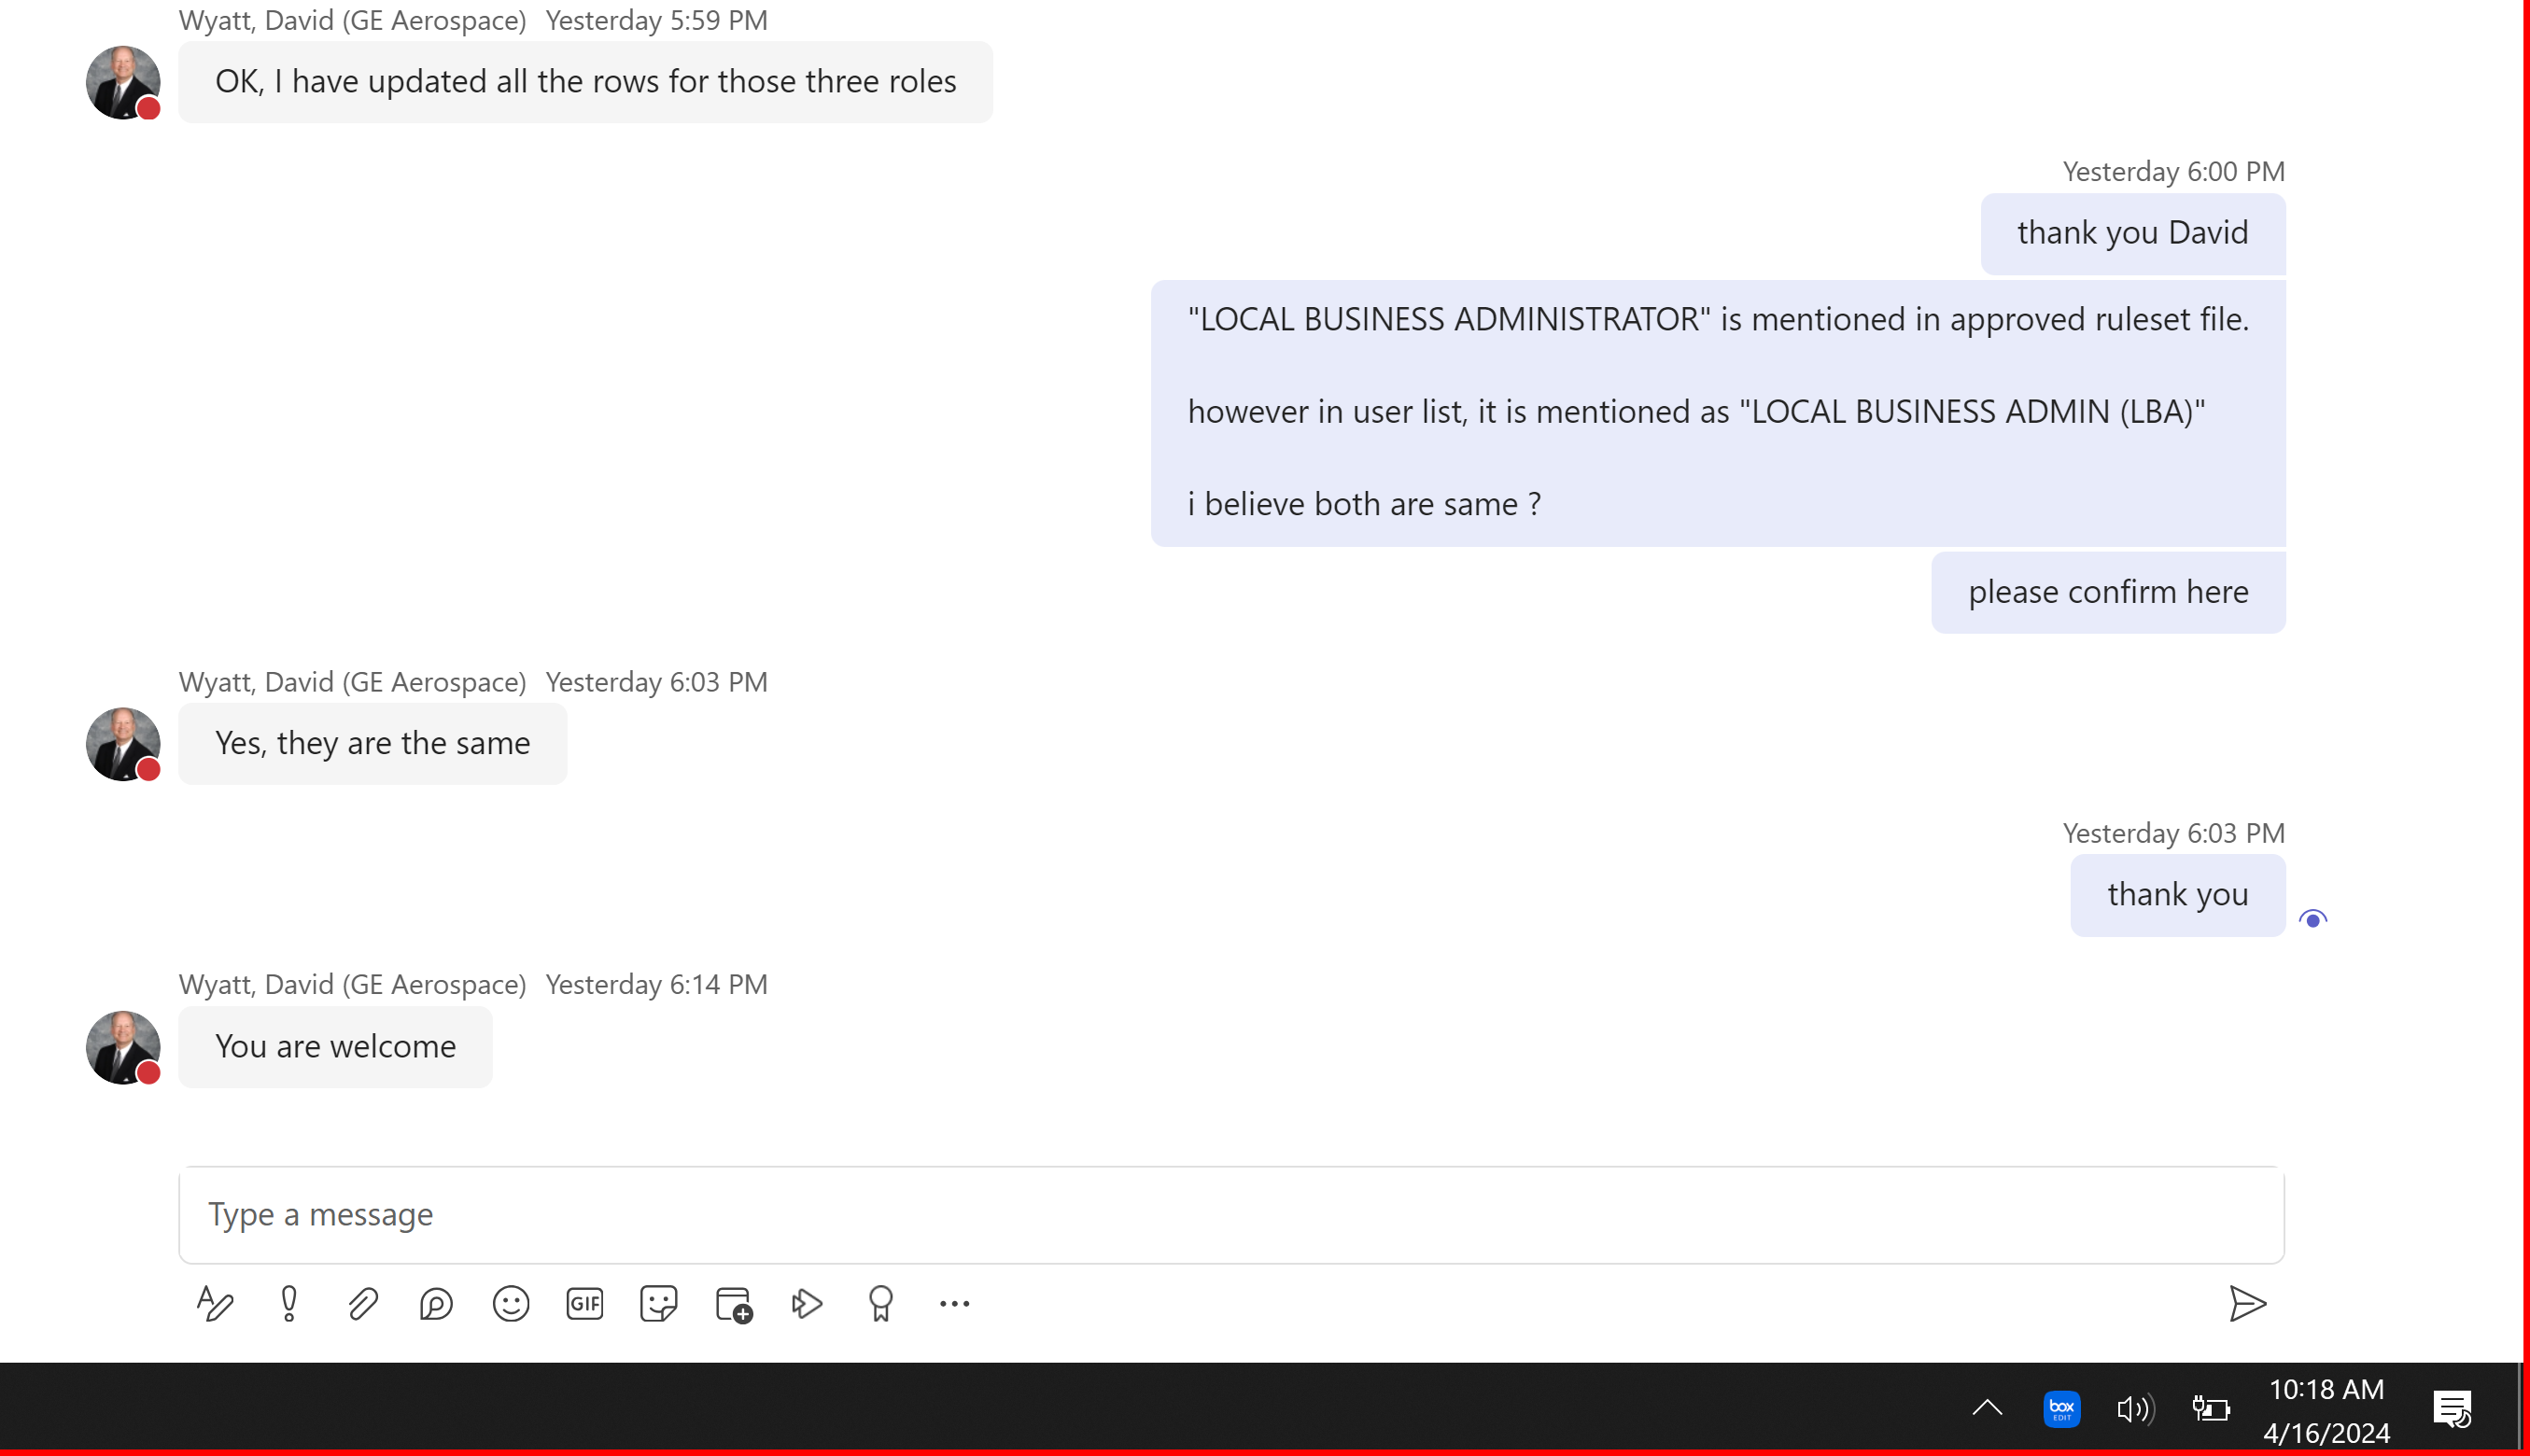 Wyatt, David (GE Aerospace) Yesterday 5:59 PM
OK, I have updated all the rows for those three roles
Yesterday 6:00 PM
thank you David
"LOCAL BUSINESS ADMINISTRATOR" is mentioned in approved ruleset file.
however in user list, it is mentioned as "LOCAL BUSINESS ADMIN (LBA)"
i believe both are same ?
please confirm here
Wyatt, David (GE Aerospace) Yesterday 6:03 PM
Yes, they are the same
Yesterday 6:03 PM
thank you
Wyatt, David (GE Aerospace) Yesterday 6:14 PM
You are welcome
Type a message
GIF
box
EDIT
10:18 AM
4/16/2024